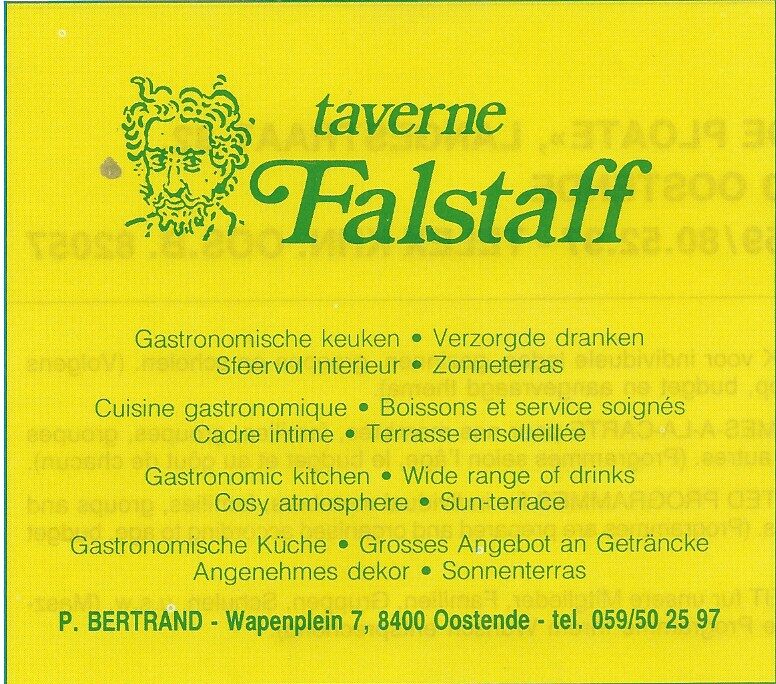 taverne
Falstaff
Gastronomische keuken • Verzorgde dranken
Sfeervol interieur • Zonneterras
Cuisine gastronomique • Boissons et service soignés
Cadre intime • Terrasse ensolleillée
Gastronomic kitchen • Wide range of drinks
Cosy atmosphere • Sun-terrace
Gastronomische Küche • Grosses Angebot an Geträncke
Angenehmes dekor • Sonnenterras
P. BERTRAND - Wapenplein 7, 8400 Oostende - tel. 059/50 25 97